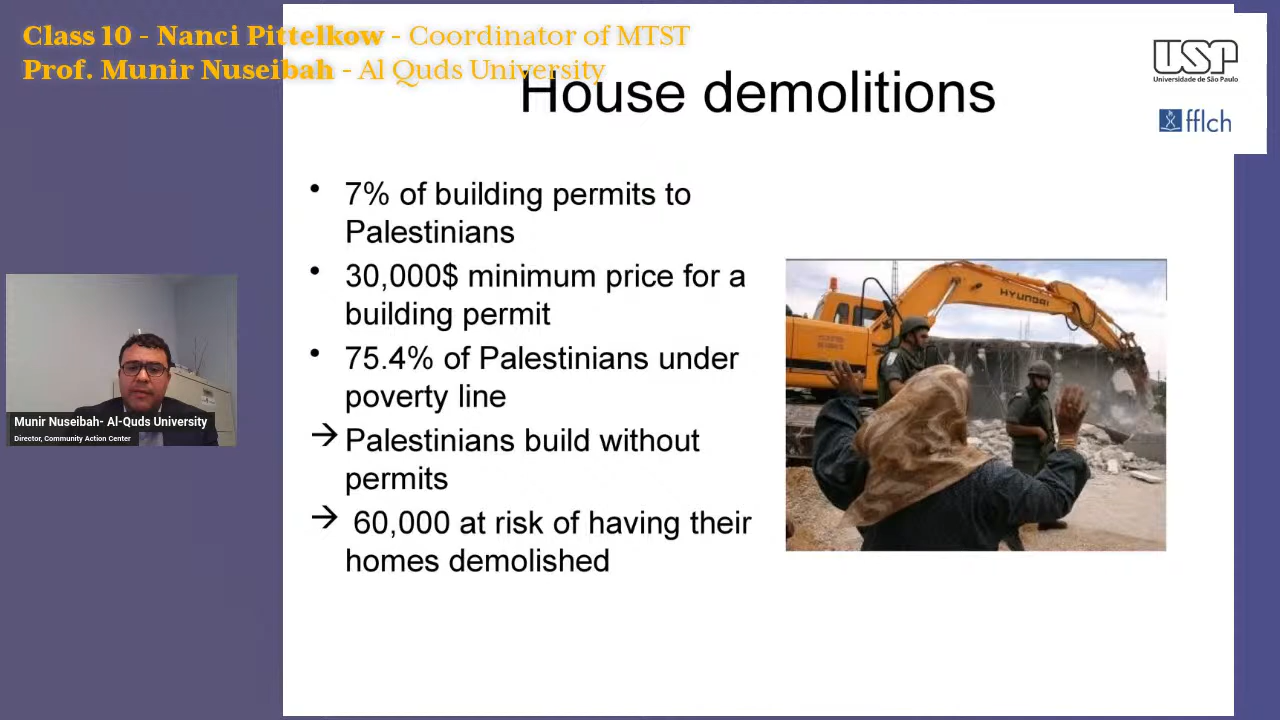 Class 10 - Nanci Pittelkow - Coordinator of MTST
Prof. Munir Nuseibah - Al Quds University
House demolitions
USP
Universidade de São Paulo
fflch
• 7% of building permits to
Palestinians
• 30,000$ minimum price for a
building permit
• 75.4% of Palestinians under
poverty line
→ Palestinians build without
permits
→ 60,000 at risk of having their
homes demolished
HYUNDAI
Munir Nuseibah- Al-Quds University
Director, Community Action Center